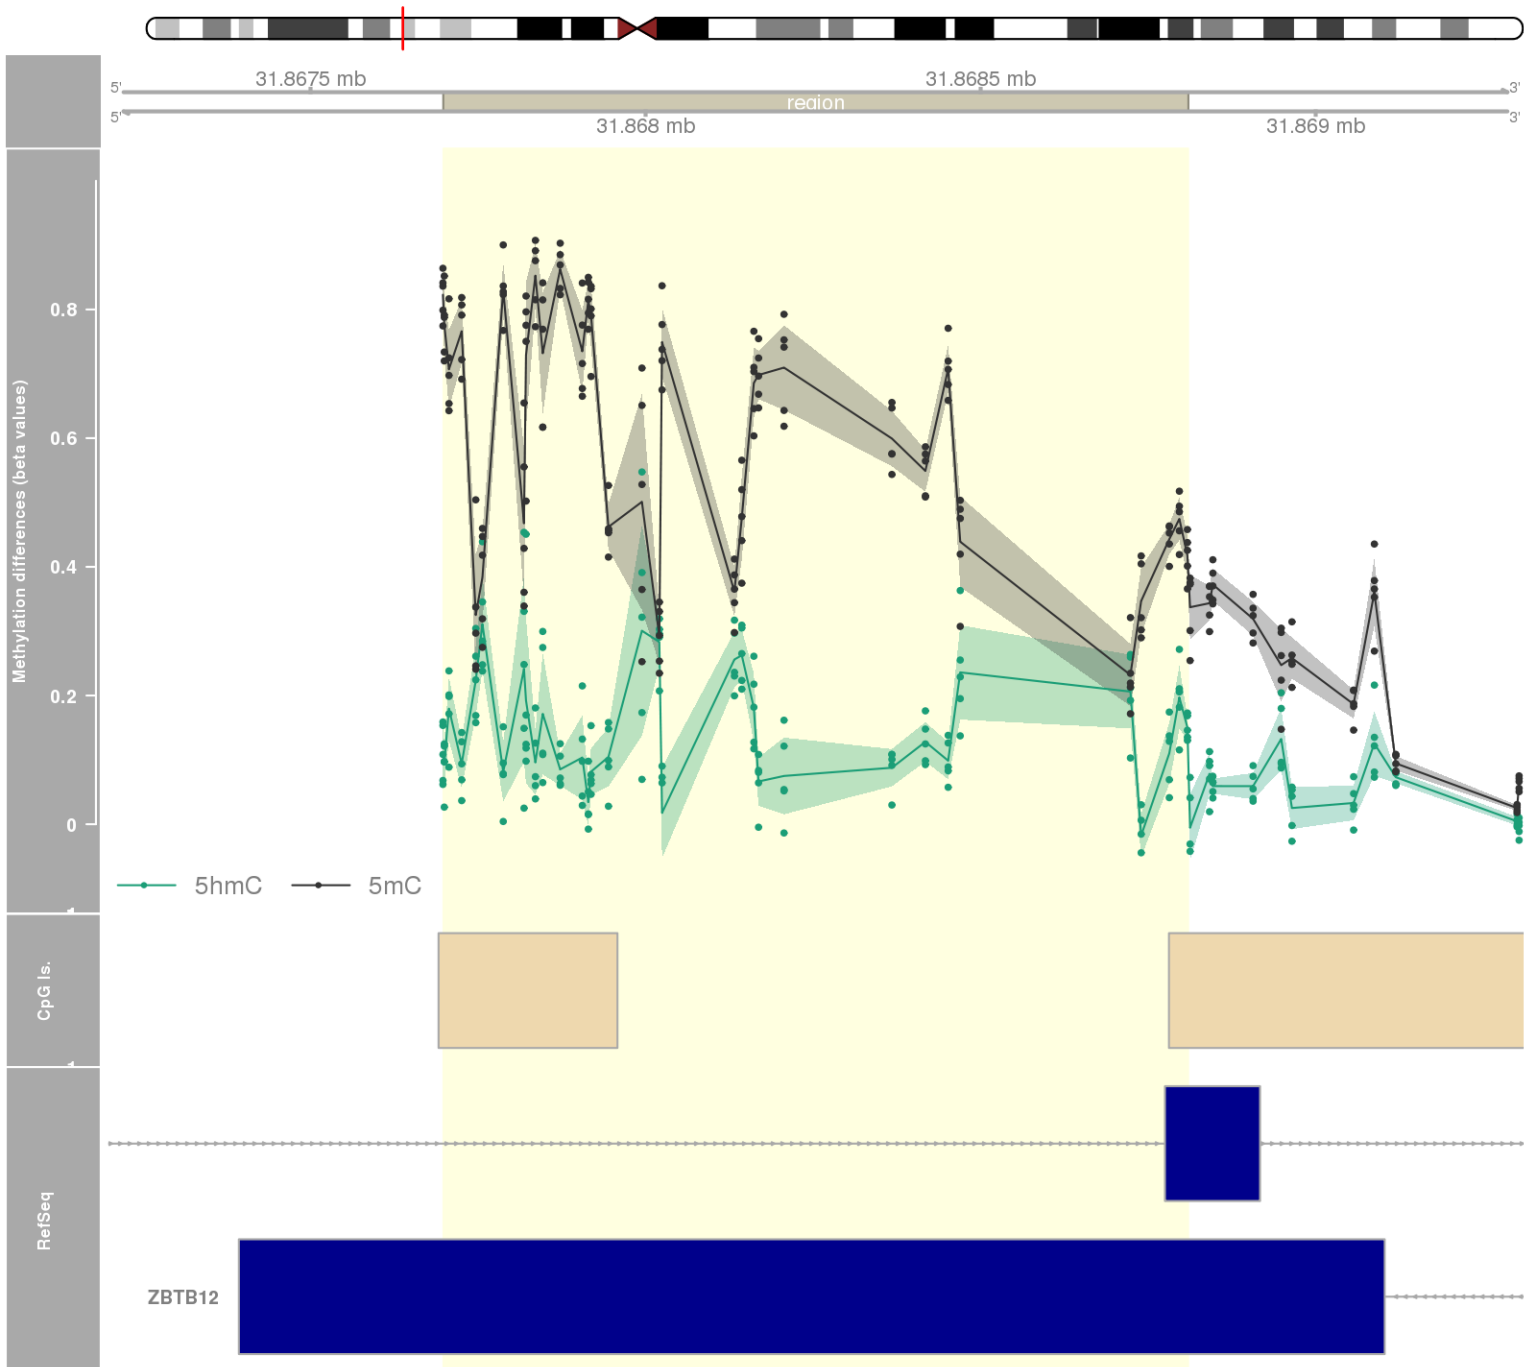 31.8675 mb
31.8685 mb
5'
3'
region
5'
3'
31.868 mb
31.869 mb
Methylation differences (beta values)
0.8
0.6
0.4
0.2
0
5hmC
5mC
CpG Is.
RefSeq
ZBTB12